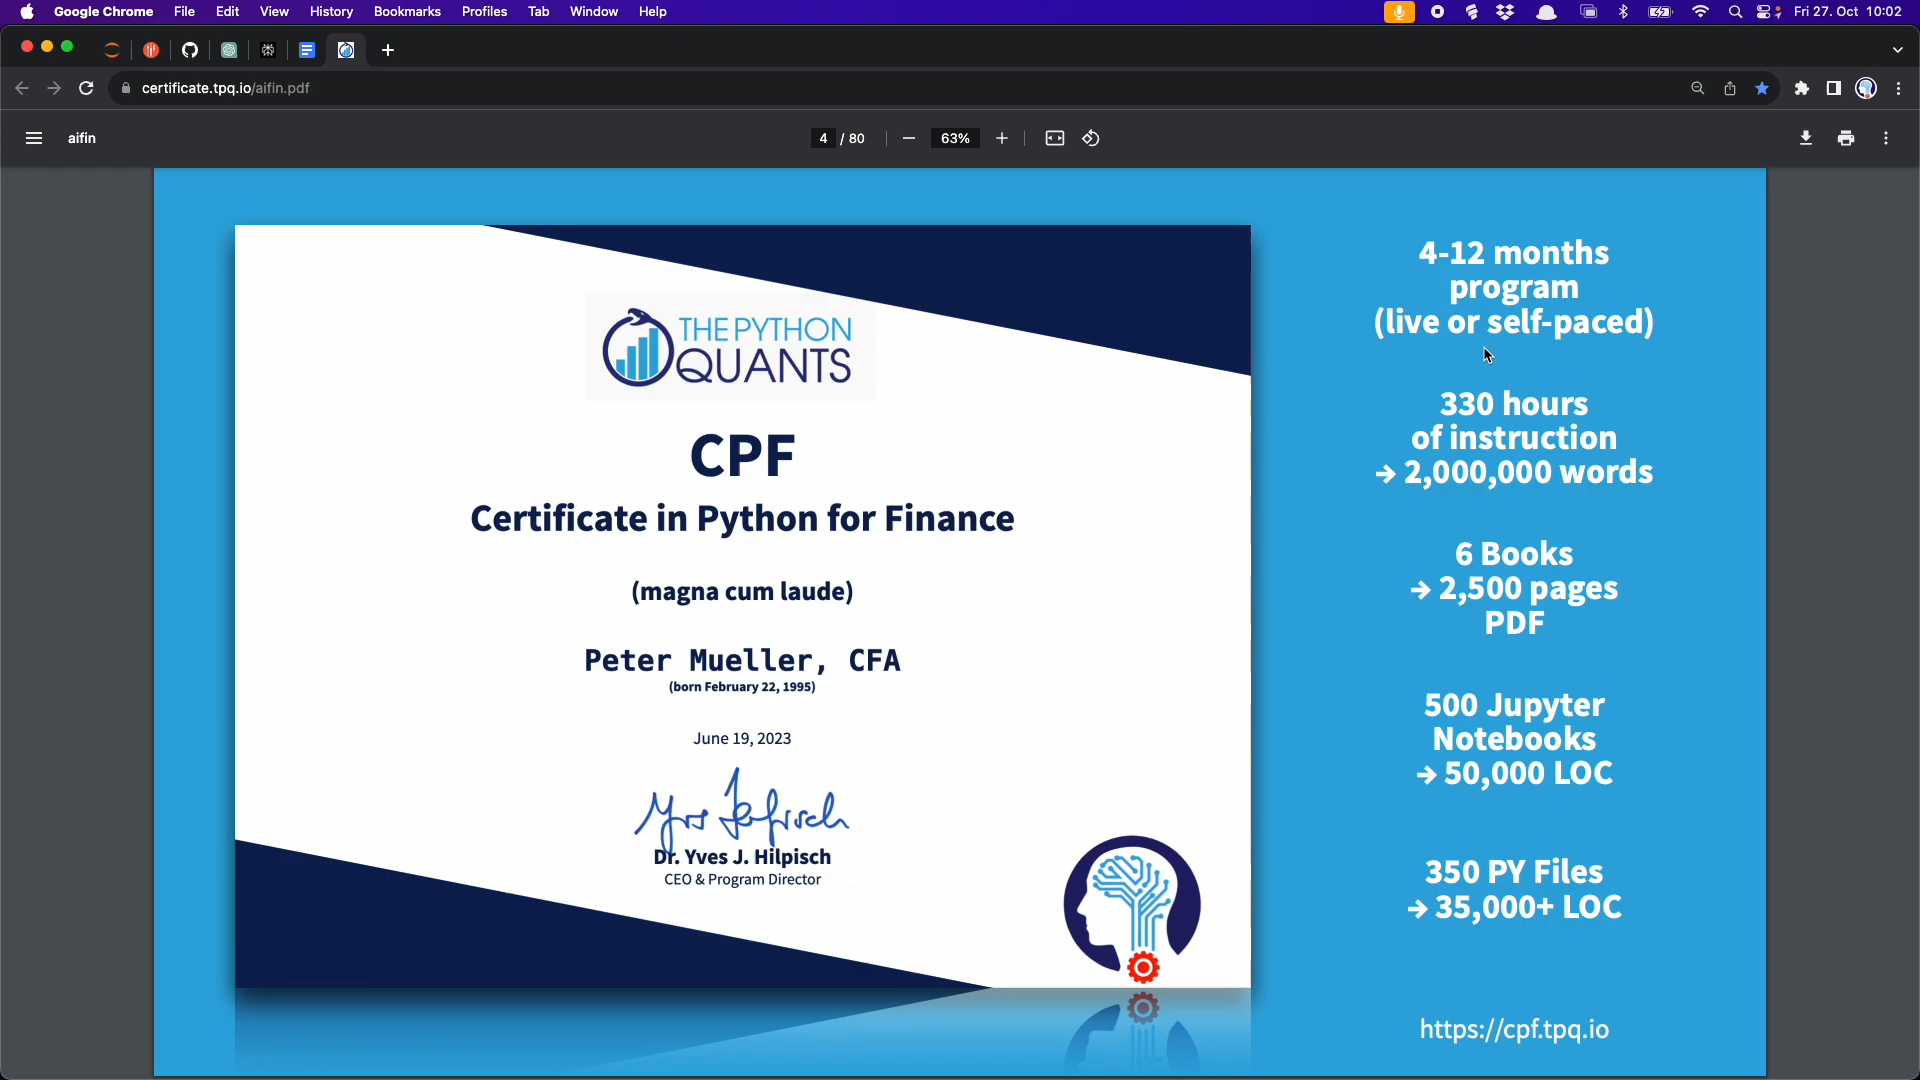 Google Chrome File Edit View History Bookmarks Profiles Tab Window Help Fri 27. Oct 10:02
certificate.tpq.io/aifin.pdf
aifin 4 / 80 63%
THE PYTHON
QUANTS
CPF
Certificate in Python for Finance
(magna cum laude)
Peter Mueller, CFA
(born February 22, 1995)
June 19, 2023
Yves Hilpisch
Dr. Yves J. Hilpisch
CEO & Program Director
4-12 months
program
(live or self-paced)
330 hours
of instruction
→ 2,000,000 words
6 Books
→ 2,500 pages
PDF
500 Jupyter
Notebooks
→ 50,000 LOC
350 PY Files
→ 35,000+ LOC
https://cpf.tpq.io